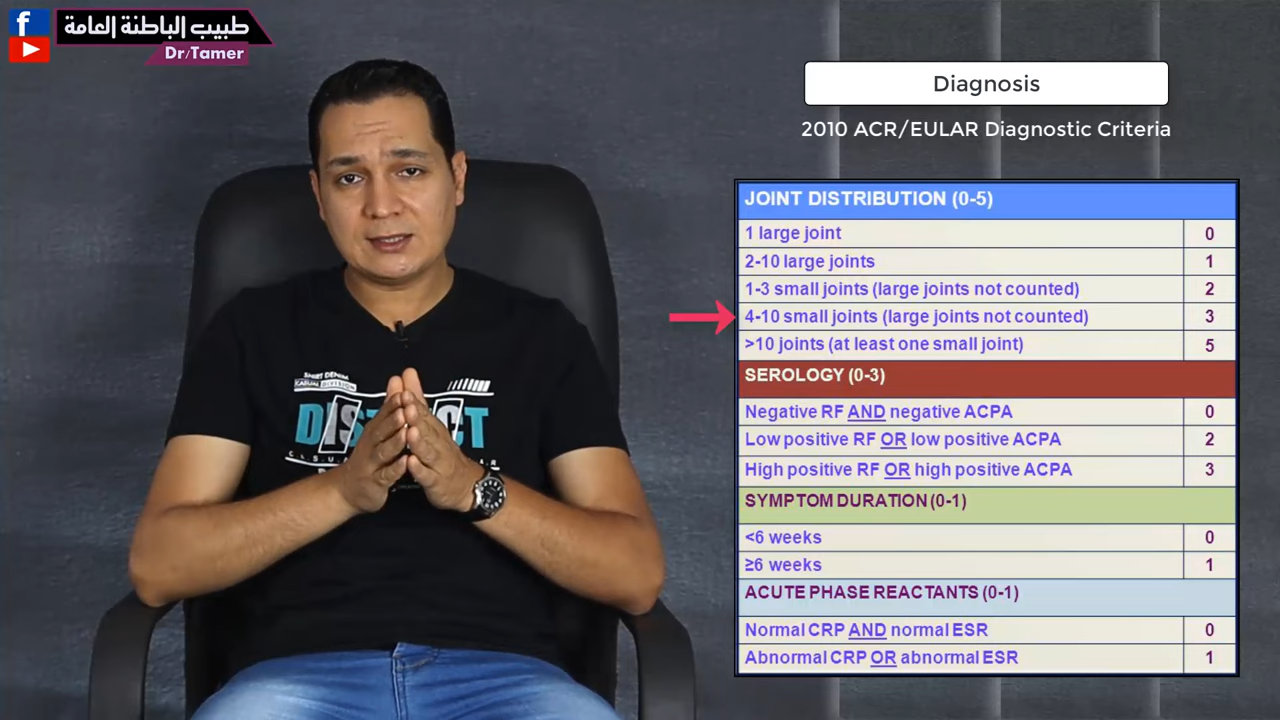 f
طبيب الباطنة العامة
Dr/Tamer
Diagnosis
2010 ACR/EULAR Diagnostic Criteria
JOINT DISTRIBUTION (0-5)
1 large joint 0
2-10 large joints 1
1-3 small joints (large joints not counted) 2
4-10 small joints (large joints not counted) 3
>10 joints (at least one small joint) 5
SEROLOGY (0-3)
Negative RF AND negative ACPA 0
Low positive RF OR low positive ACPA 2
High positive RF OR high positive ACPA 3
SYMPTOM DURATION (0-1)
<6 weeks 0
≥6 weeks 1
ACUTE PHASE REACTANTS (0-1)
Normal CRP AND normal ESR 0
Abnormal CRP OR abnormal ESR 1